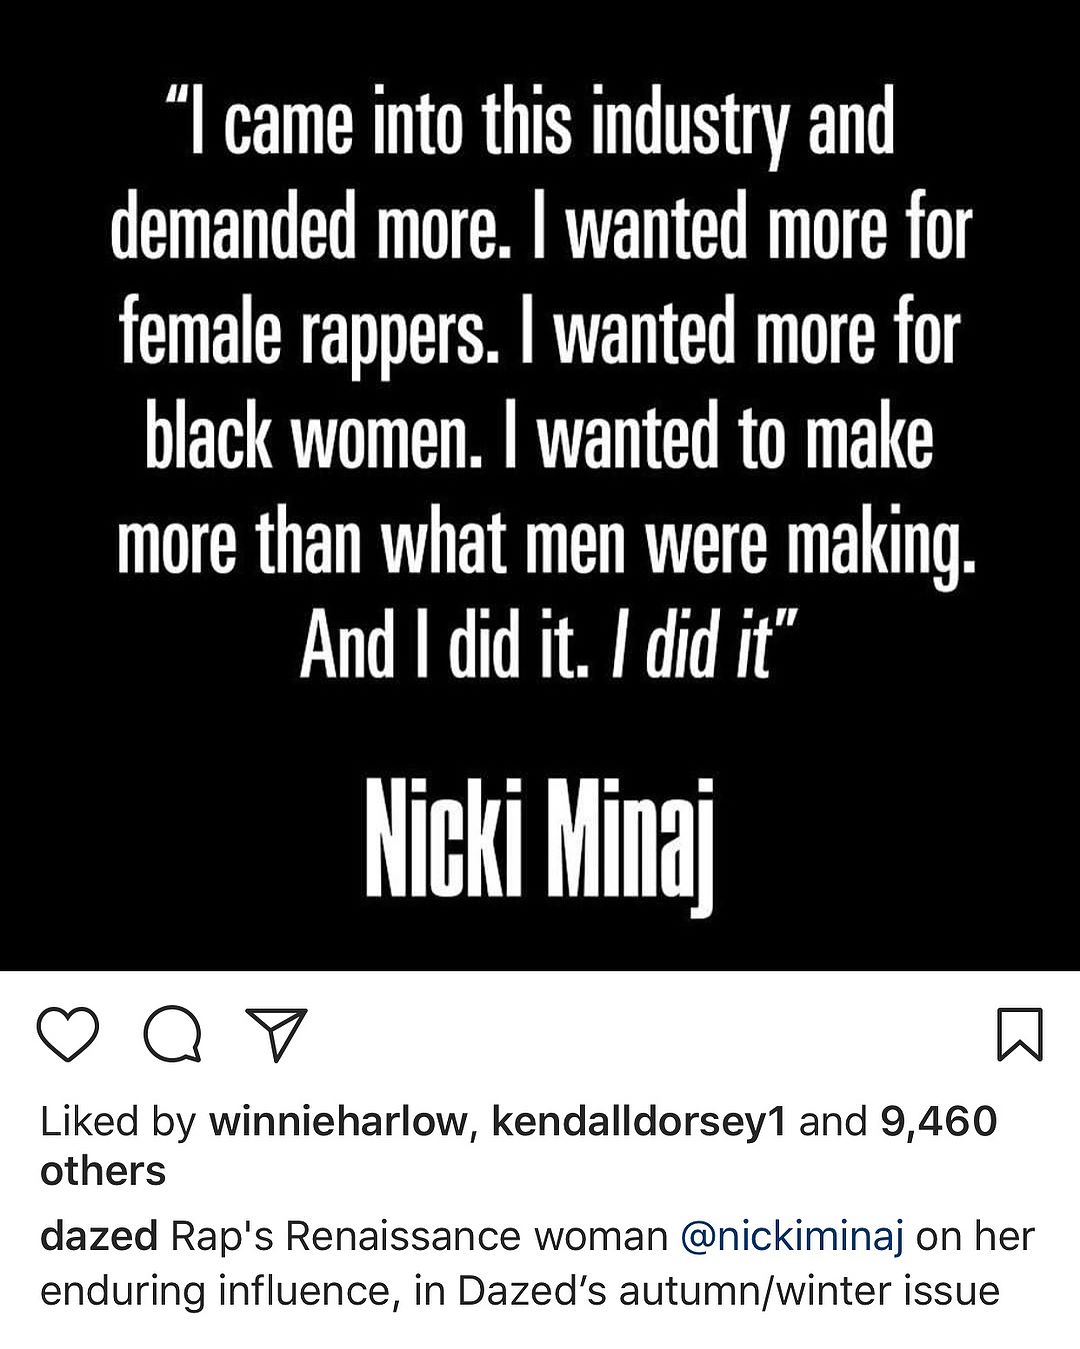 “I came into this industry and
demanded more. I wanted more for
female rappers. I wanted more for
black women. I wanted to make
more than what men were making.
And I did it. I did it”
Nicki Minaj
Liked by winnieharlow, kendalldorsey1 and 9,460
others
dazed Rap's Renaissance woman @nickiminaj on her
enduring influence, in Dazed’s autumn/winter issue